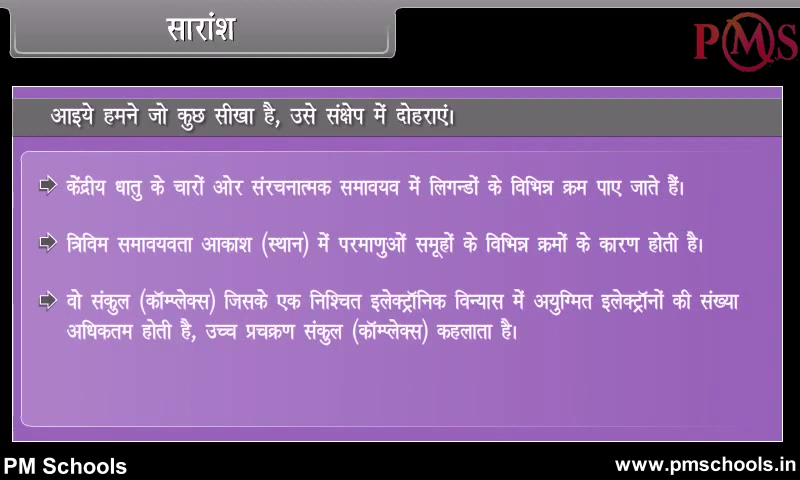 सारांश
PMS
आइये हमने जो कुछ सीखा है, उसे संक्षेप में दोहराएं।
केंद्रीय धातु के चारों ओर संरचनात्मक समावयव में लिगन्डों के विभिन्न क्रम पाए जाते हैं।
त्रिविम समावयवता आकाश (स्थान) में परमाणुओं समूहों के विभिन्न क्रमों के कारण होती है।
वो संकुल (कॉम्प्लेक्स) जिसके एक निश्चित इलेक्ट्रॉनिक विन्यास में अयुग्मित इलेक्ट्रॉनों की संख्या
अधिकतम होती है, उच्च प्रचक्रण संकुल (कॉम्प्लेक्स) कहलाता है।
PM Schools
www.pmschools.in